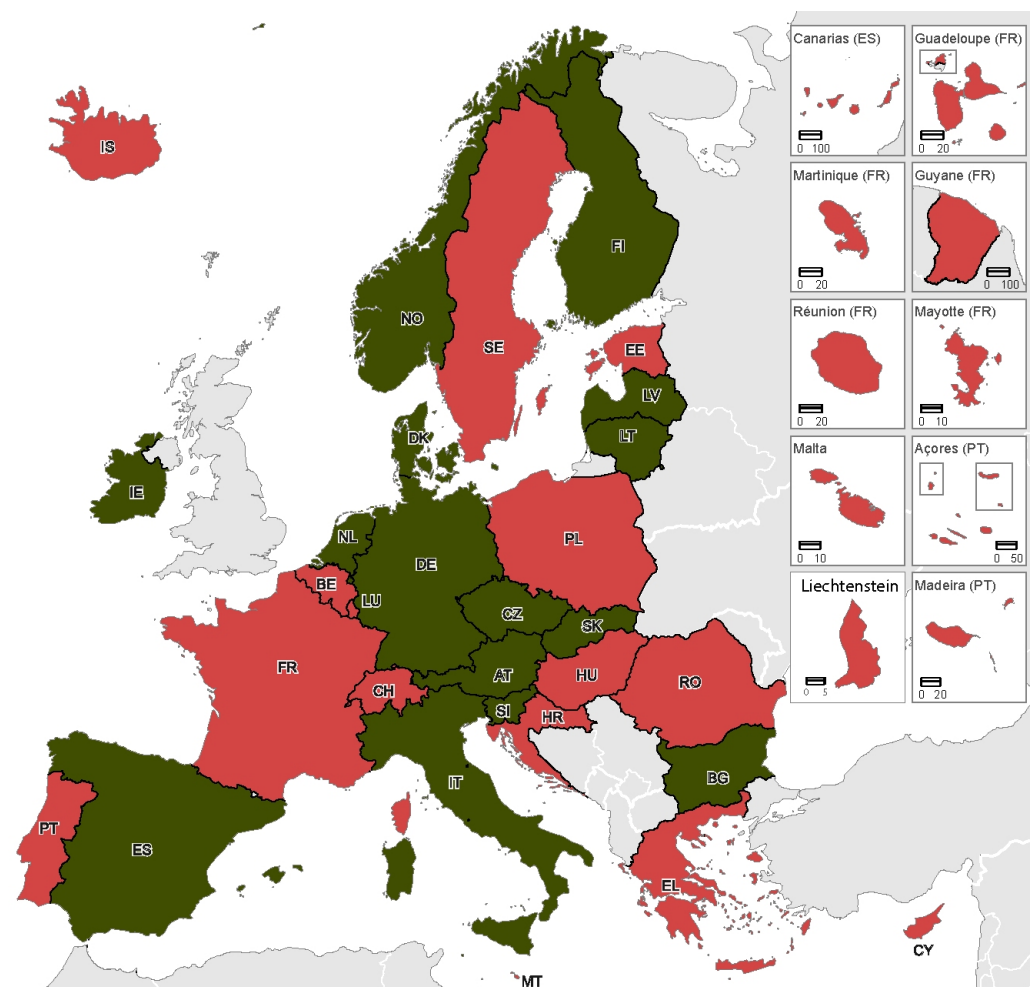 IS
FI
NO
SE
EE
LV
DK
LT
IE
NL
PL
DE
BE
LU
CZ
SK
FR
AT
HU
CH
RO
SI
HR
BG
IT
PT
ES
EL
CY
MT
Canarias (ES)
0 100
Guadeloupe (FR)
0 20
Martinique (FR)
0 20
Guyane (FR)
0 100
Réunion (FR)
0 20
Mayotte (FR)
0 10
Malta
0 10
Açores (PT)
0 50
Liechtenstein
0 5
Madeira (PT)
0 20